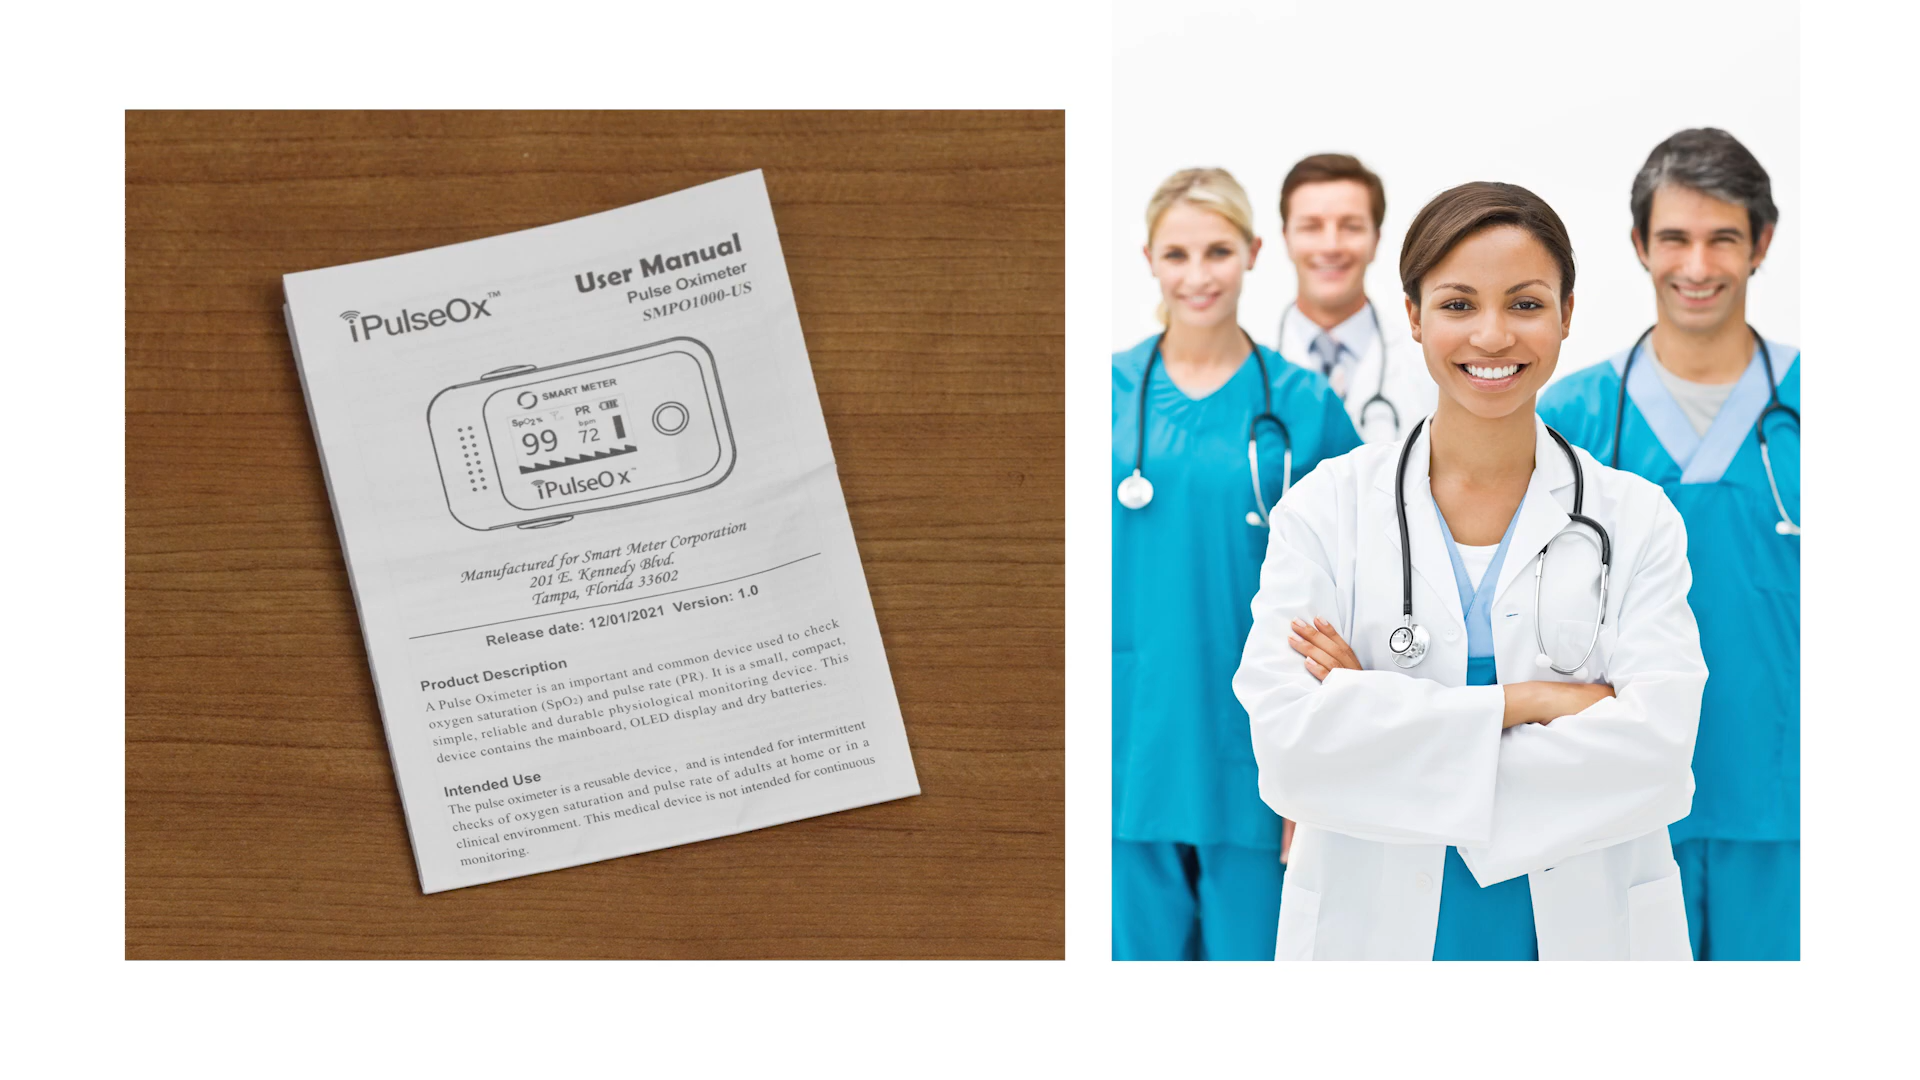 iPulseOx™
User Manual
Pulse Oximeter
SMPO1000-US
SMART METER
SpO2%
PR
bpm
99
72
iPulseOx™
Manufactured for Smart Meter Corporation
201 E. Kennedy Blvd.
Tampa, Florida 33602
Release date: 12/01/2021 Version: 1.0
Product Description
A Pulse Oximeter is an important and common device used to check
oxygen saturation (SpO2) and pulse rate (PR). It is a small, compact,
simple, reliable and durable physiological monitoring device. This
device contains the mainboard, OLED display and dry batteries.
Intended Use
The pulse oximeter is a reusable device, and is intended for intermittent
checks of oxygen saturation and pulse rate of adults at home or in a
clinical environment. This medical device is not intended for continuous
monitoring.